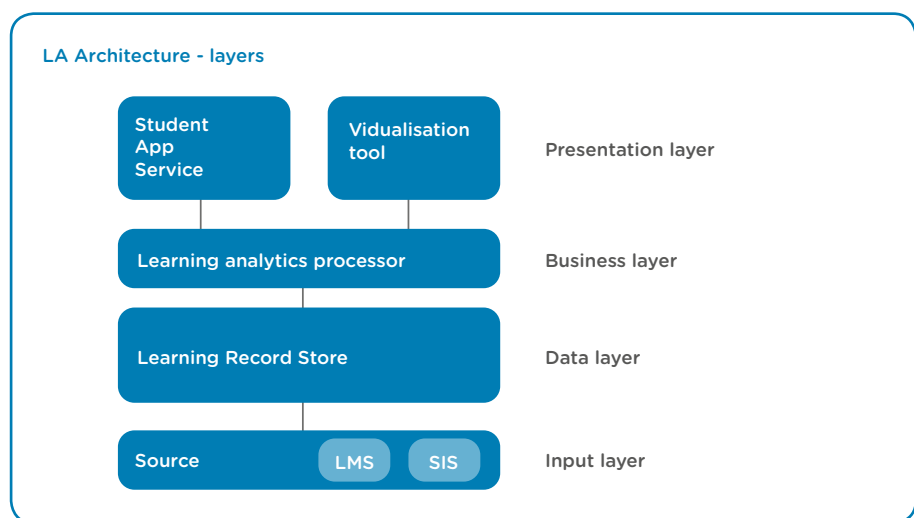 LA Architecture - layers
Student
App
Service
Vidualisation
tool
Presentation layer
Learning analytics processor
Business layer
Learning Record Store
Data layer
Source
LMS
SIS
Input layer